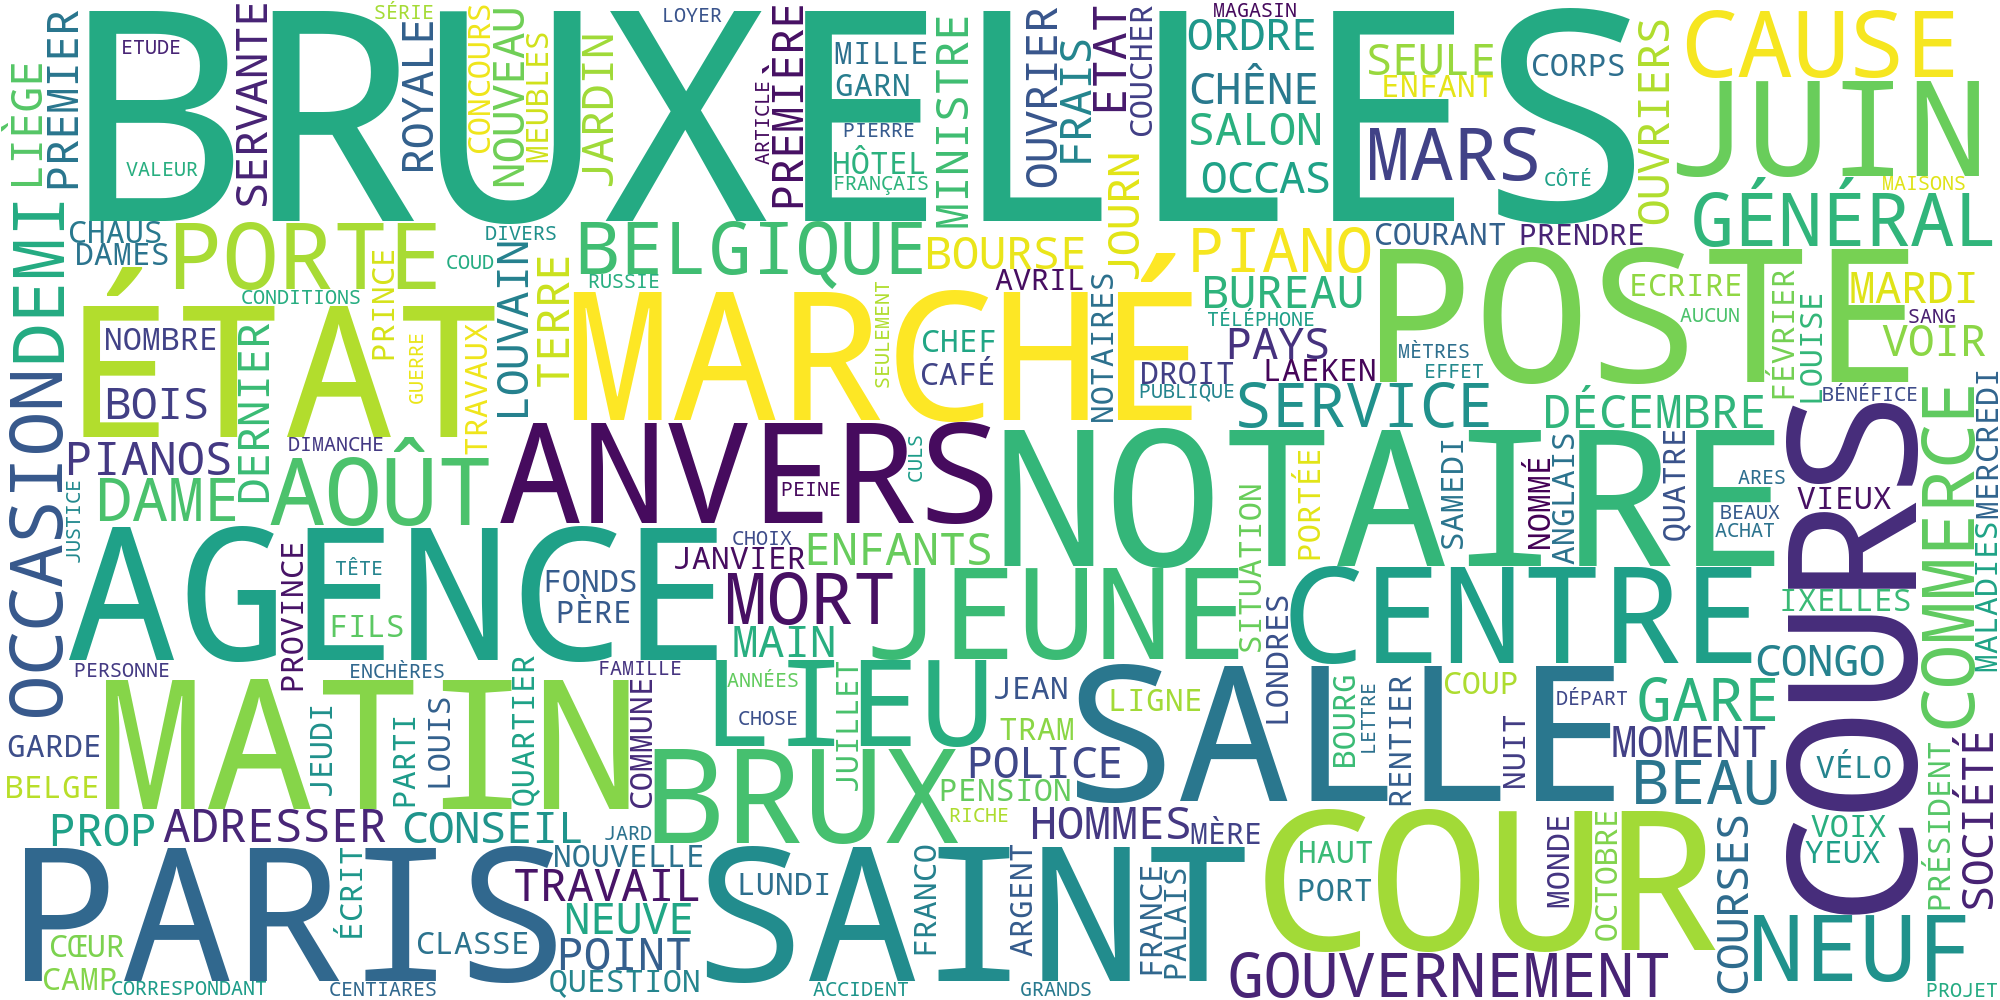 BRUXELLES
ETUDE
SÉRIE
LOYER
MAGASIN
PREMIER
LIÈGE
VALEUR
SERVANTE
ROYALE
CONCOURS
NOUVEAU
MEUBLES
JARDIN
ARTICLE
PREMIÈRE
MILLE
GARN
PIERRE
HÔTEL
FRANÇAIS
MINISTRE
OUVRIER
FRAIS
ETAT
COUCHER
JOURN
ORDRE
CHÊNE
SALON
OCCAS
SEULE
ENFANT
MARS
CORPS
CÔTÉ
OUVRIERS
CAUSE
JUIN
MAISONS
GÉNÉRAL
CHAUS
DAMES
PORTE
DIVERS
COUD
BELGIQUE
RUSSIE
BOURSE
AVRIL
PIANO
COURANT
PRENDRE
BUREAU
TÉLÉPHONE
POSTE
ECRIRE
AUCUN
MARDI
SANG
VOIR
FÉVRIER
LOUISE
DEMI
OCCASION
ÉTAT
CONDITIONS
NOMBRE
BOIS
DERNIER
PRINCE
GUERRE
TRAVAUX
LOUVAIN
TERRE
MARCHÉ
SEULEMENT
CHEF
CAFÉ
NOTAIRES
DROIT
PUBLIQUE
PAYS
LAEKEN
MÈTRES
EFFET
SERVICE
DÉCEMBRE
BÉNÉFICE
COMMERCE
MERCREDI
PIANOS
DIMANCHE
DAME
AOÛT
JUSTICE
ANVERS
PEINE
CULS
NOTAIRE
SITUATION
PORTÉE
SAMEDI
NOMMÉ
ANGLAIS
QUATRE
ARES
BEAUX
ACHAT
VIEUX
COURS
MALADIES
AGENCE
PROVINCE
TÊTE
FILS
FONDS
PÈRE
CHOIX
JANVIER
ENFANTS
MORT
MAIN
JEUNE
CENTRE
IXELLES
CONGO
PERSONNE
ENCHÈRES
FAMILLE
MATIN
JEUDI
PARTI
LOUIS
QUARTIER
COMMUNE
LIEU
ANNÉES
CHOSE
JUILLET
JEAN
TRAM
LIGNE
SALLE
LONDRES
BOURG
LETTRE
RENTIER
COUP
NUIT
DÉPART
GARE
MOMENT
BEAU
GARDE
BELGE
PROP
ADRESSER
CONSEIL
JARD
BRUX
POLICE
PENSION
RICHE
HOMMES
MÈRE
VÉLO
VOIX
YEUX
PRÉSIDENT
SOCIÉTÉ
PARIS
CŒUR
CAMP
CORRESPONDANT
ÉCRIT
CENTIARES
CLASSE
NOUVELLE
TRAVAIL
NEUVE
POINT
QUESTION
SAINT
LUNDI
ACCIDENT
FRANCO
ARGENT
GRANDS
FRANCE
PALAIS
COUR
HAUT
PORT
MONDE
OCTOBRE
GOUVERNEMENT
COURSES
NEUF
PROJET